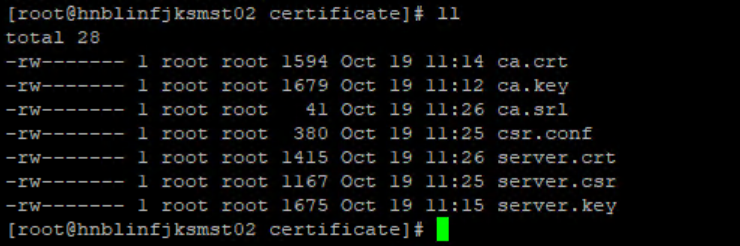 [root@hnblinfjksmst02 certificate]# ll
total 28
-rw------- 1 root root 1594 Oct 19 11:14 ca.crt
-rw------- 1 root root 1679 Oct 19 11:12 ca.key
-rw------- 1 root root   41 Oct 19 11:26 ca.srl
-rw------- 1 root root  380 Oct 19 11:25 csr.conf
-rw------- 1 root root 1415 Oct 19 11:26 server.crt
-rw------- 1 root root 1167 Oct 19 11:25 server.csr
-rw------- 1 root root 1675 Oct 19 11:15 server.key
[root@hnblinfjksmst02 certificate]#